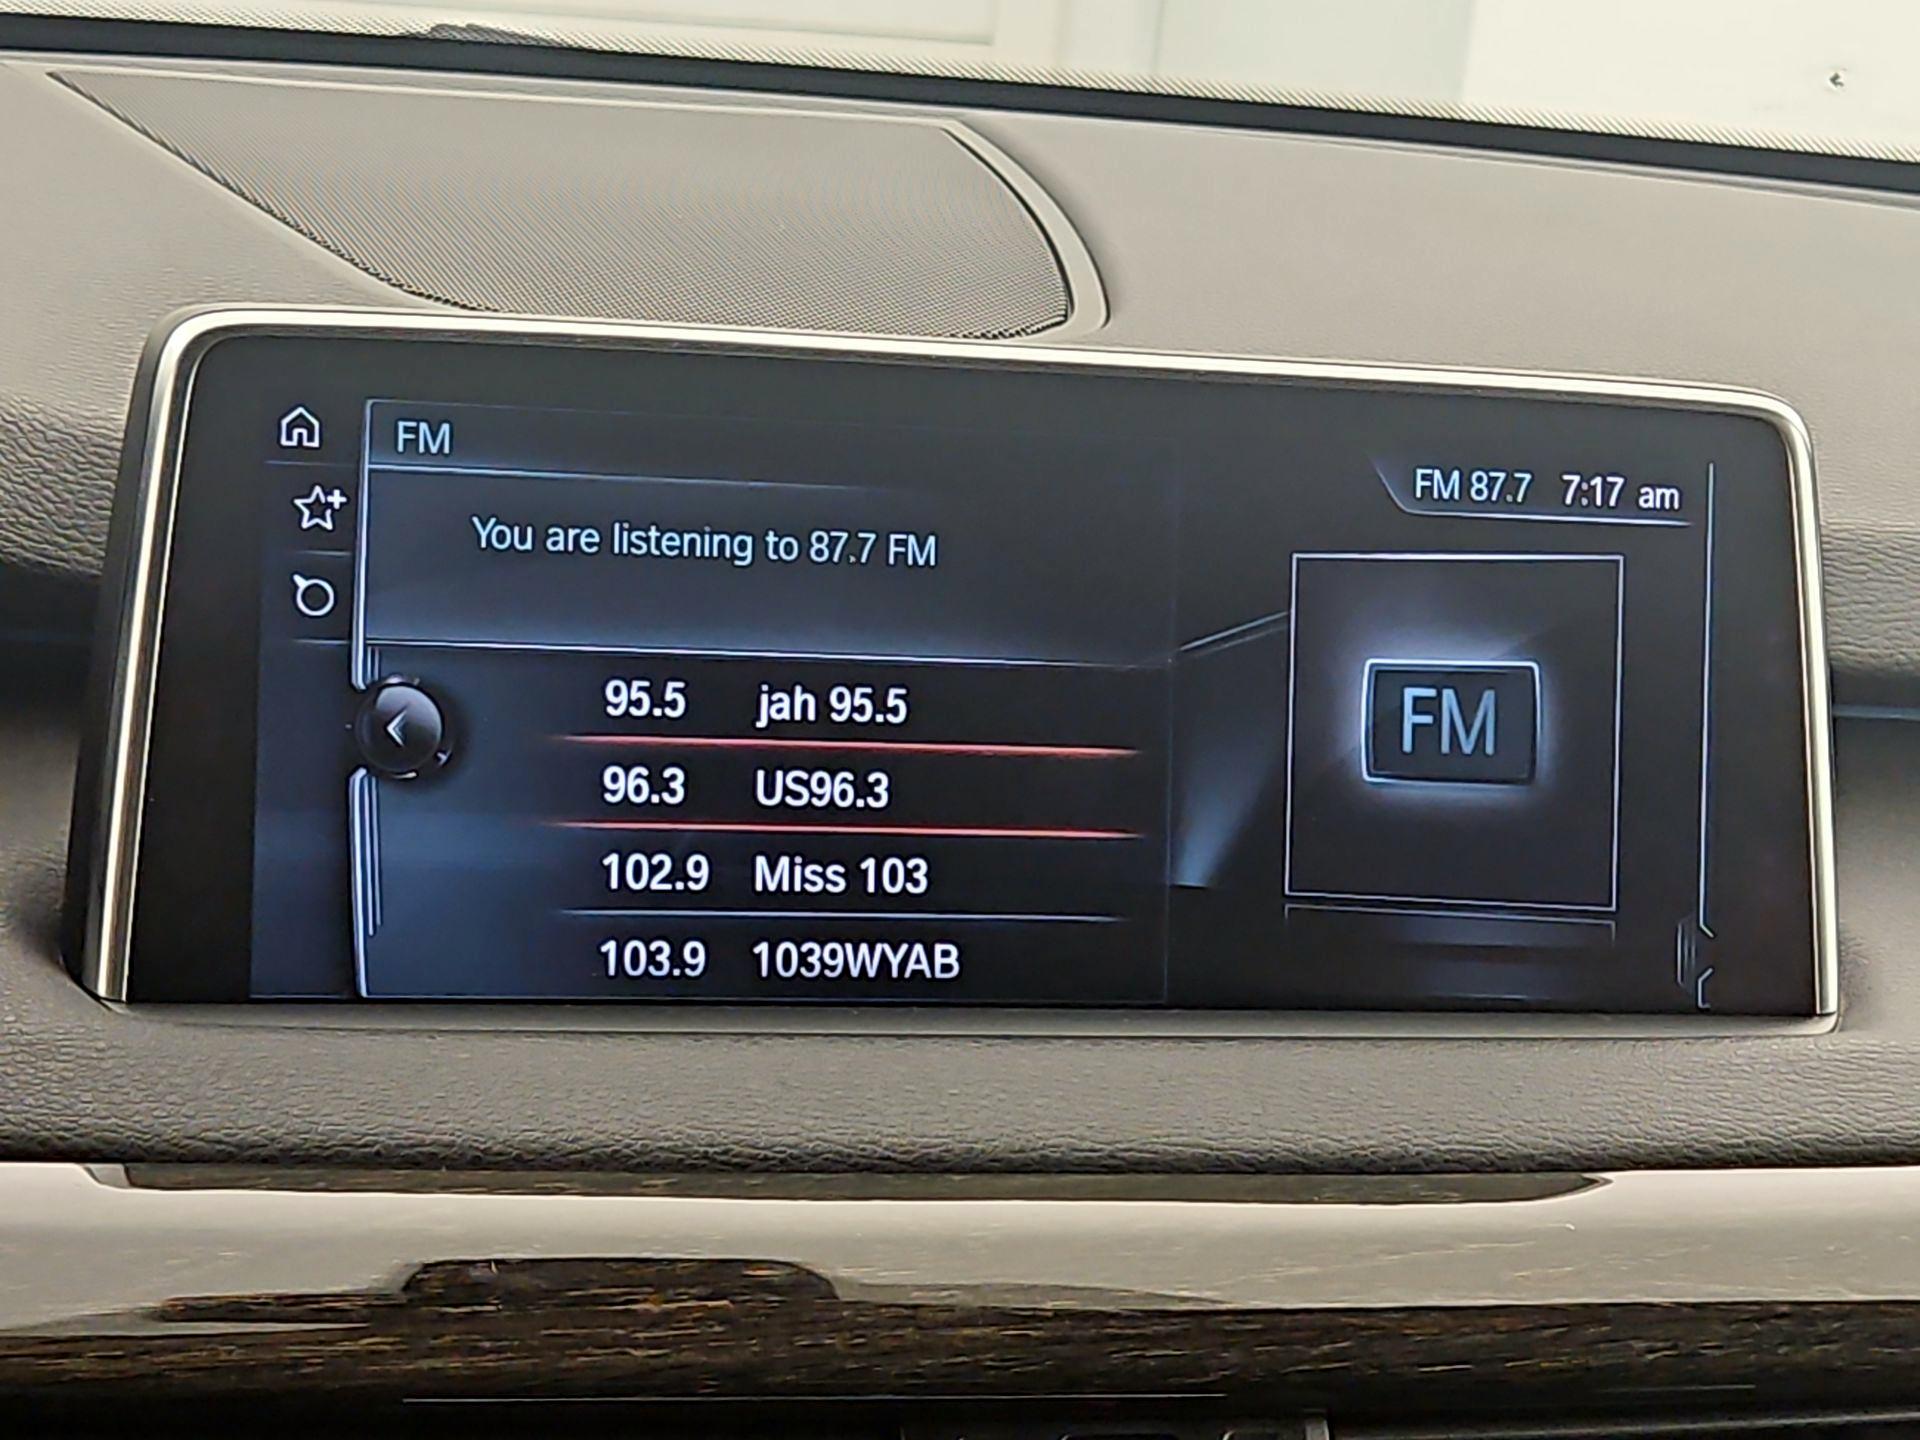 FM
FM 87.7 7:17 am
You are listening to 87.7 FM
95.5 jah 95.5
96.3 US96.3
102.9 Miss 103
103.9 1039WYAB
FM